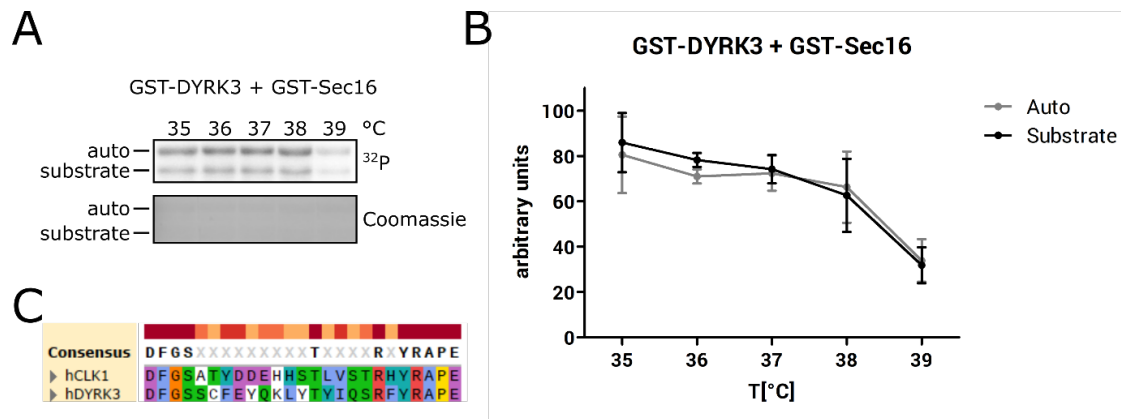 A
GST-DYRK3 + GST-Sec16
35 36 37 38 39 °C
auto
substrate
32P
auto
substrate
Coomassie
B
GST-DYRK3 + GST-Sec16
100
80
60
40
20
0
arbitrary units
35 36 37 38 39
T[°C]
Auto
Substrate
C
Consensus DFGSXXXXXXXXXTXXXXRXYRAPE
hCLK1 DFGSATYDDEHHSTLVSTRHYRAPE
hDYRK3 DFGSSCFEYQKLYTYIQSRFYRAPE